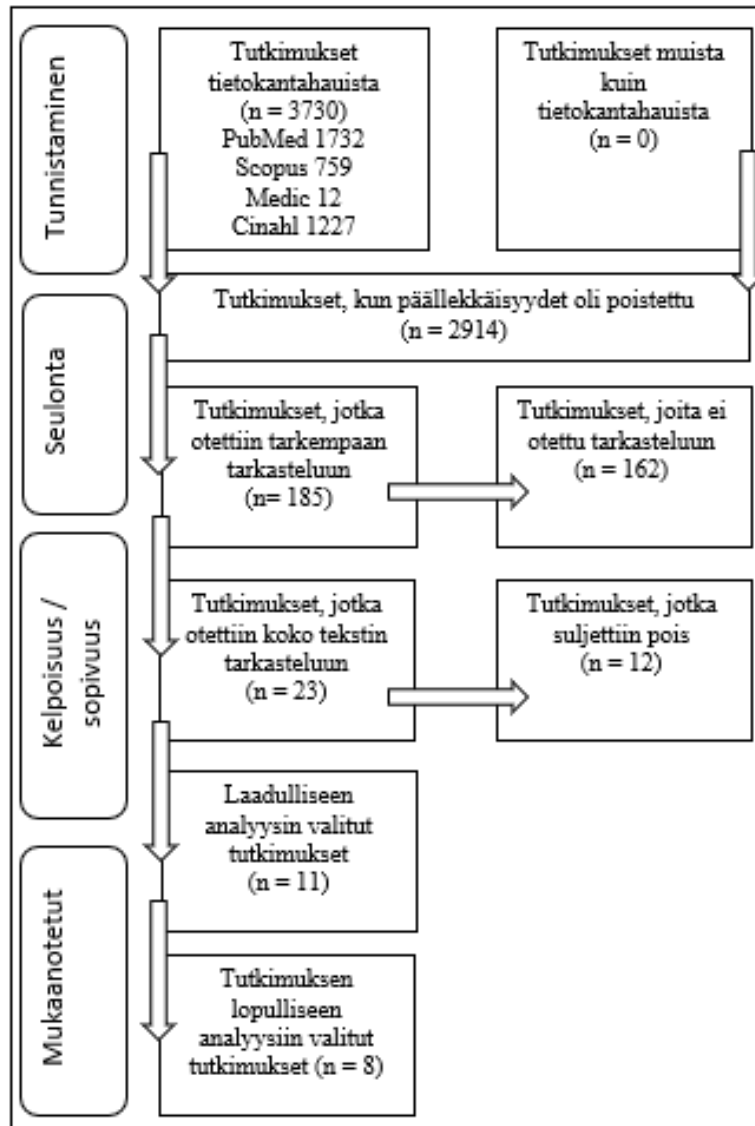 Tunnistaminen
Tutkimukset
tietokantahauista
(n = 3730)
PubMed 1732
Scopus 759
Medic 12
Cinahl 1227
Tutkimukset muista
kuin
tietokantahauista
(n = 0)
Seulonta
Tutkimukset, kun päällekkäisyydet oli poistettu
(n = 2914)
Tutkimukset, jotka
otettiin tarkempaan
tarkasteluun
(n= 185)
Tutkimukset, joita ei
otettu tarkasteluun
(n = 162)
Kelpoisuus /
sopivuus
Tutkimukset, jotka
otettiin koko tekstin
tarkasteluun
(n = 23)
Tutkimukset, jotka
suljettiin pois
(n = 12)
Laadulliseen
analyysin valitut
tutkimukset
(n = 11)
Mukaanotetut
Tutkimuksen
lopulliseen
analyysiin valitut
tutkimukset (n = 8)